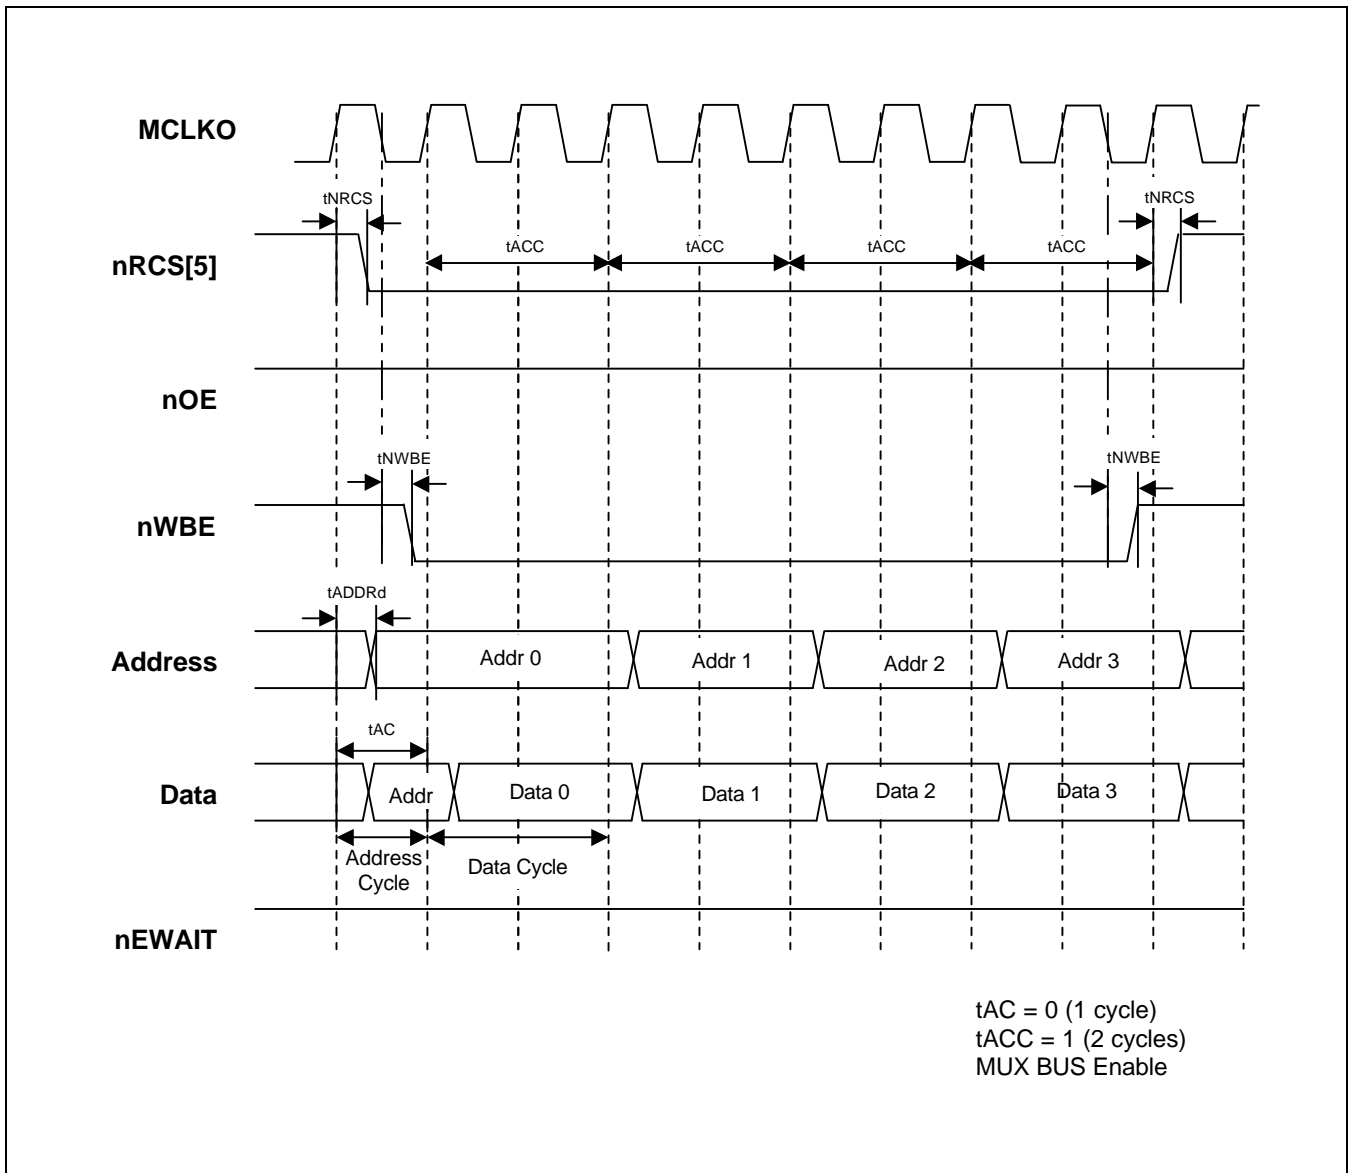 MCLKO
tNRCS
tNRCS
nRCS[5]
tACC
tACC
tACC
tACC
nOE
tNWBE
tNWBE
nWBE
tADDRd
Address
Addr 0
Addr 1
Addr 2
Addr 3
tAC
Data
Addr
Data 0
Data 1
Data 2
Data 3
Address
Cycle
Data Cycle
nEWAIT
tAC = 0 (1 cycle)
tACC = 1 (2 cycles)
MUX BUS Enable